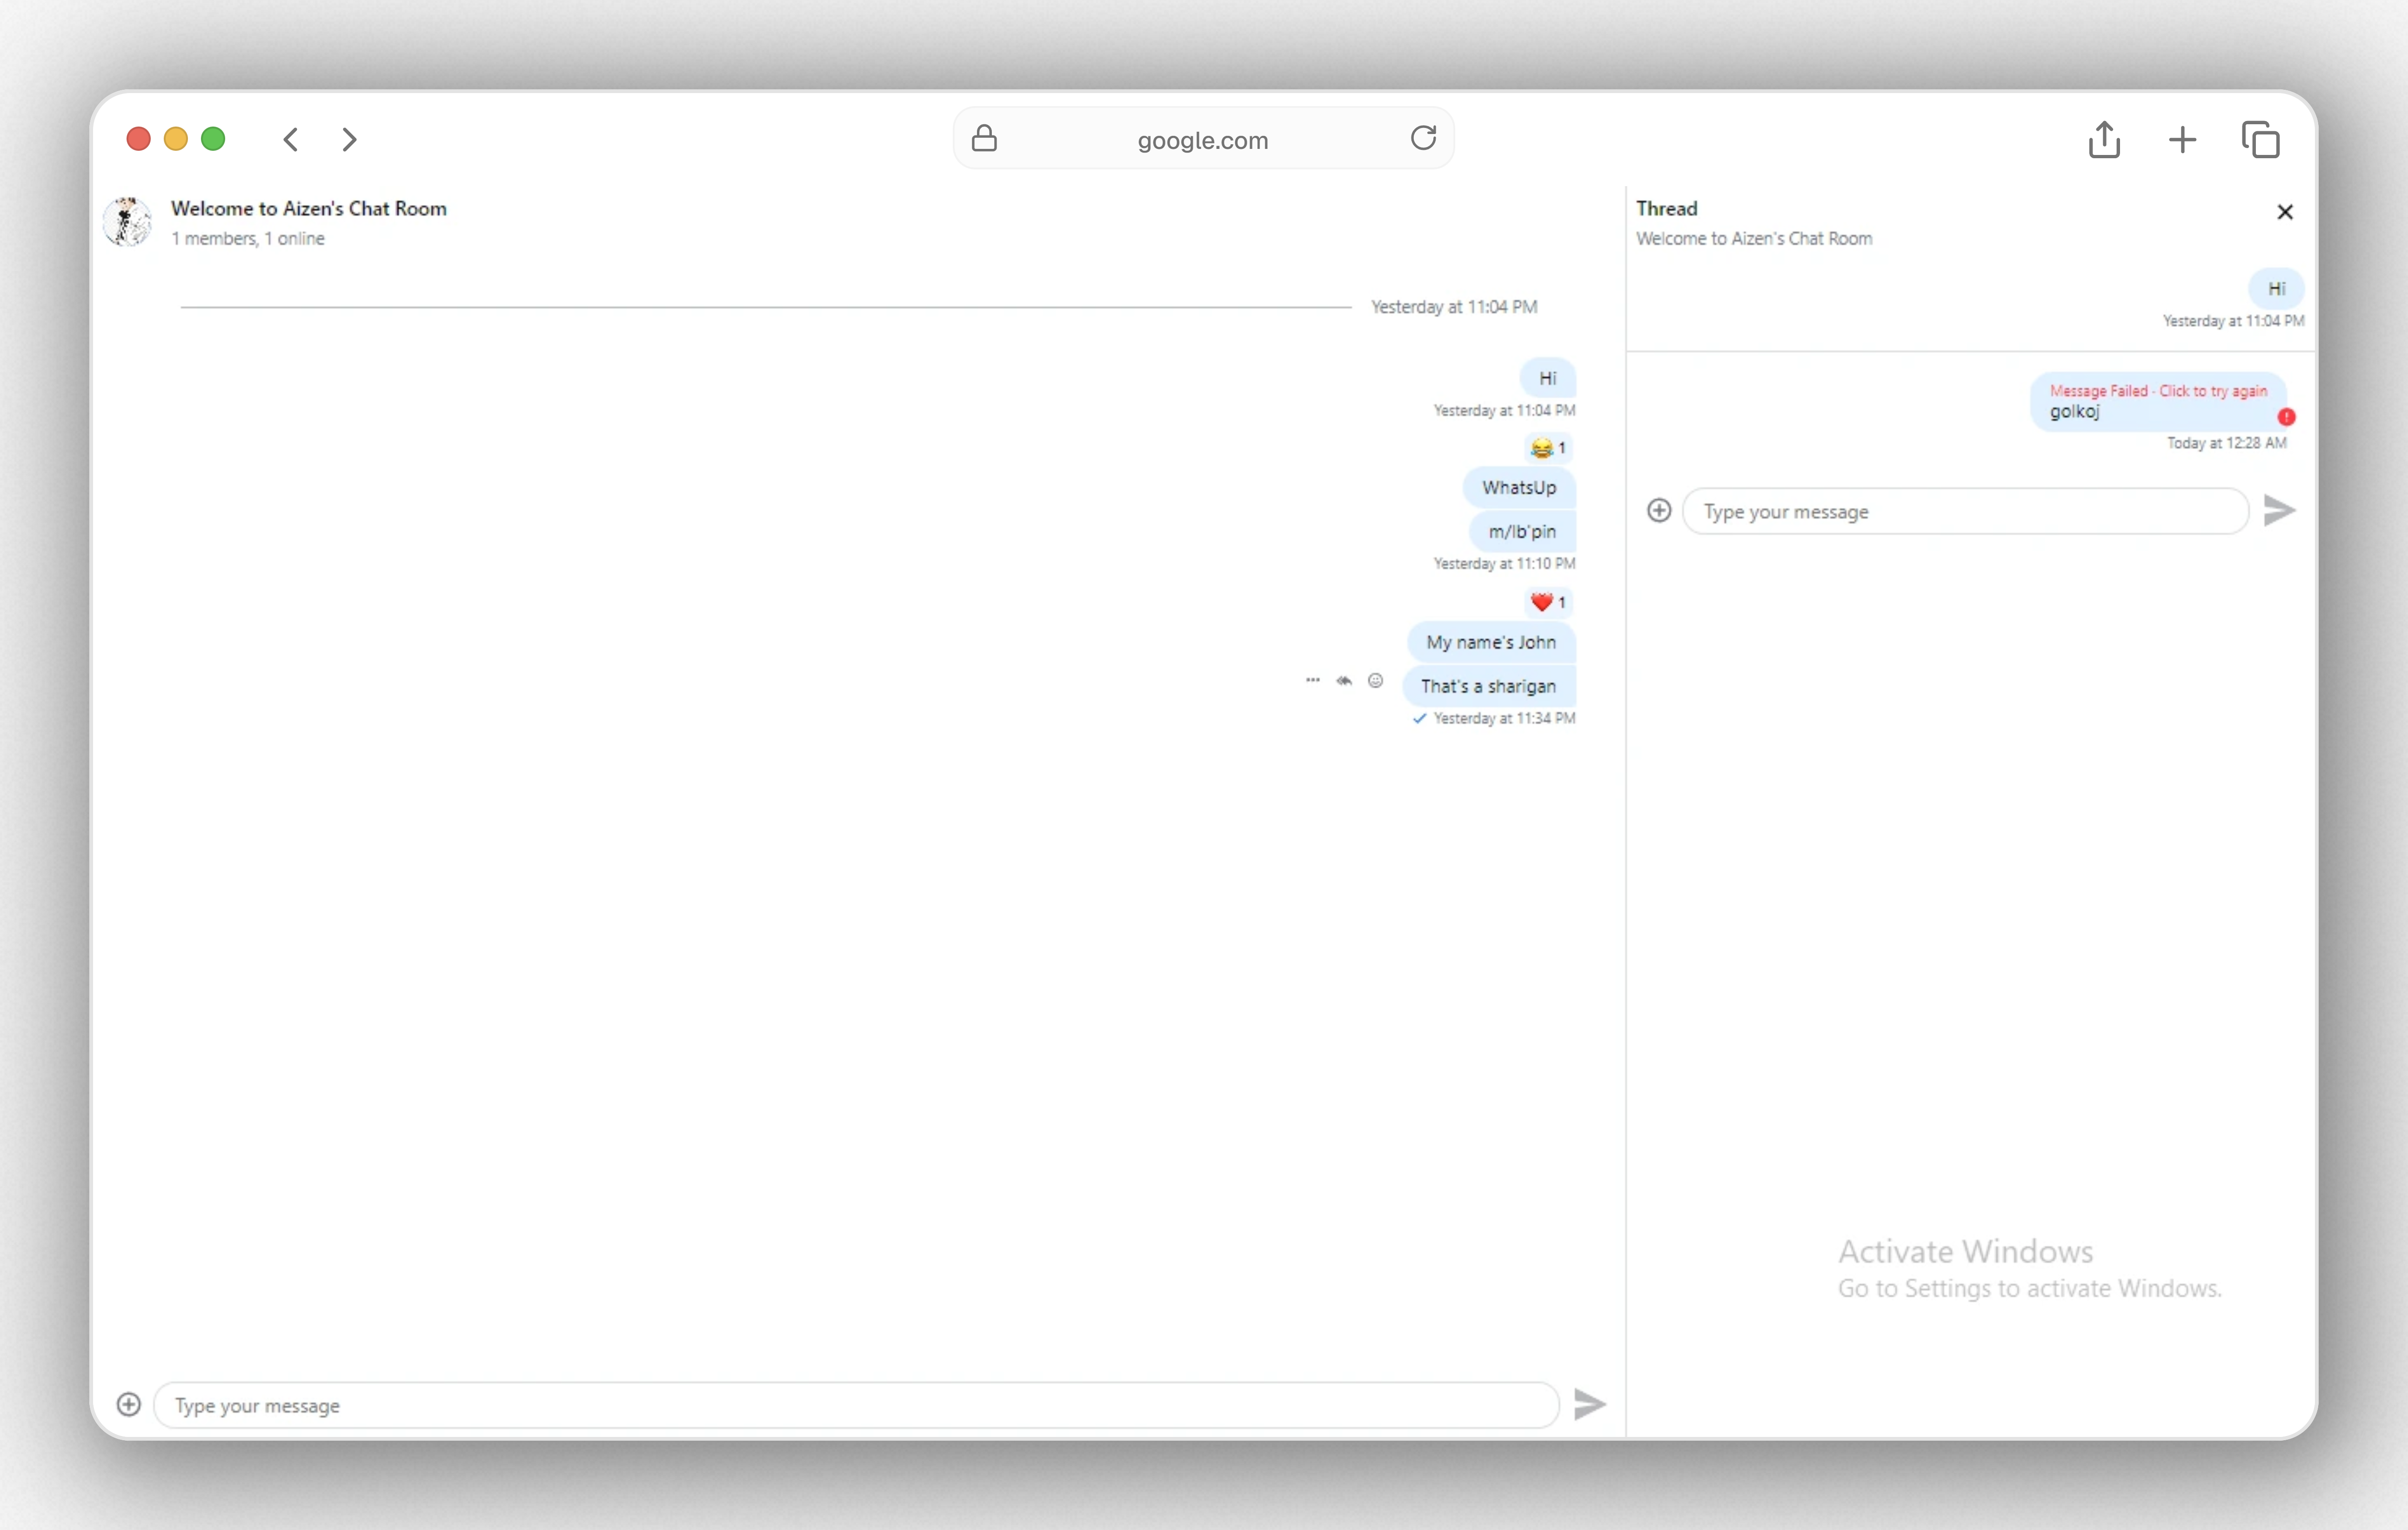 google.com
Welcome to Aizen's Chat Room
1 members, 1 online
Yesterday at 11:04 PM
Hi
Yesterday at 11:04 PM
😂 1
WhatsUp
m/lb'pin
Yesterday at 11:10 PM
❤️ 1
My name's John
That's a sharigan
Yesterday at 11:34 PM
Type your message
Thread
Welcome to Aizen's Chat Room
Hi
Yesterday at 11:04 PM
Message Failed · Click to try again
golkoj
Today at 12:28 AM
Type your message
Activate Windows
Go to Settings to activate Windows.